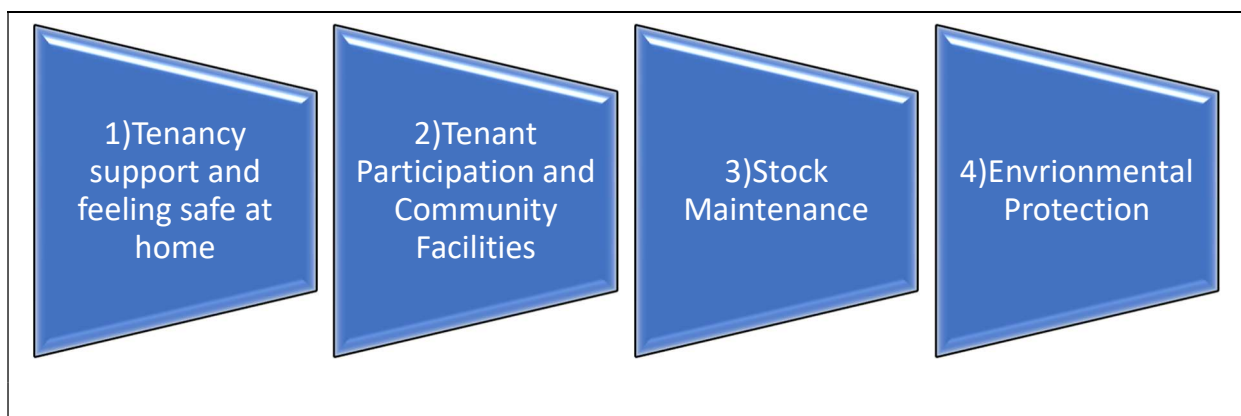 1)Tenancy
support and
feeling safe at
home
2)Tenant
Participation and
Community
Facilities
3)Stock
Maintenance
4)Envrionmental
Protection